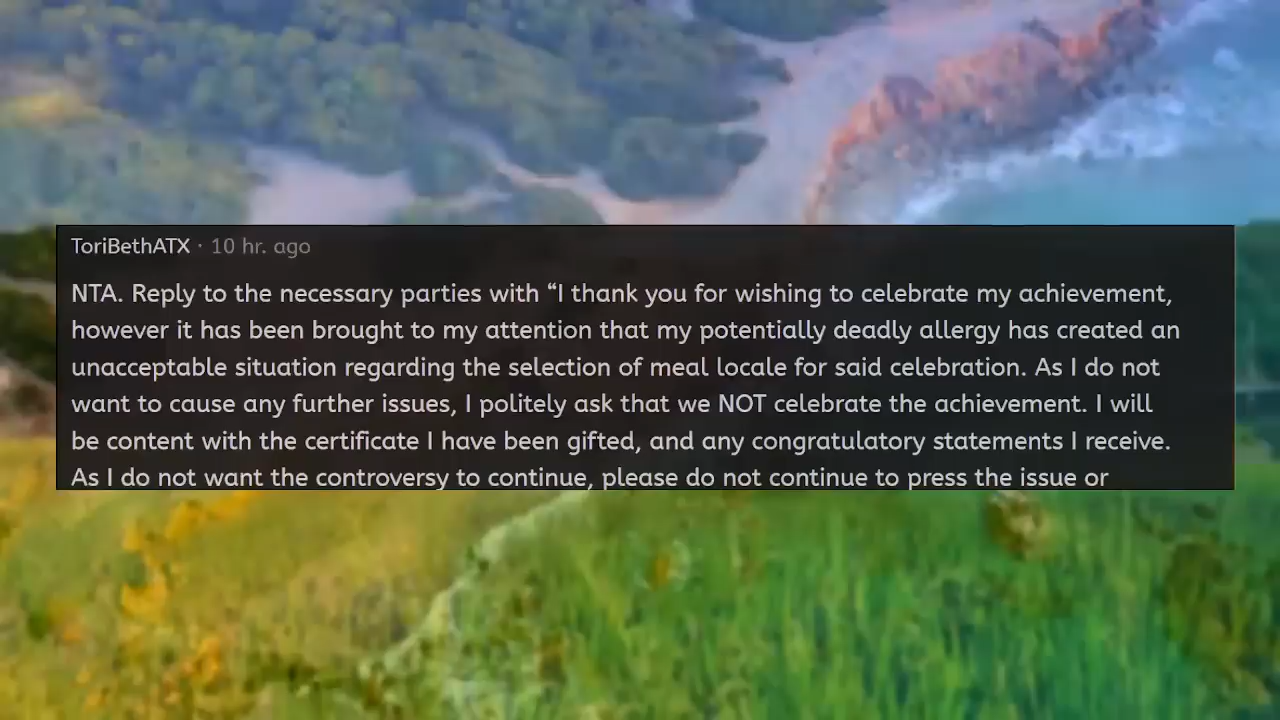 ToriBethATX · 10 hr. ago
NTA. Reply to the necessary parties with “I thank you for wishing to celebrate my achievement,
however it has been brought to my attention that my potentially deadly allergy has created an
unacceptable situation regarding the selection of meal locale for said celebration. As I do not
want to cause any further issues, I politely ask that we NOT celebrate the achievement. I will
be content with the certificate I have been gifted, and any congratulatory statements I receive.
As I do not want the controversy to continue, please do not continue to press the issue or